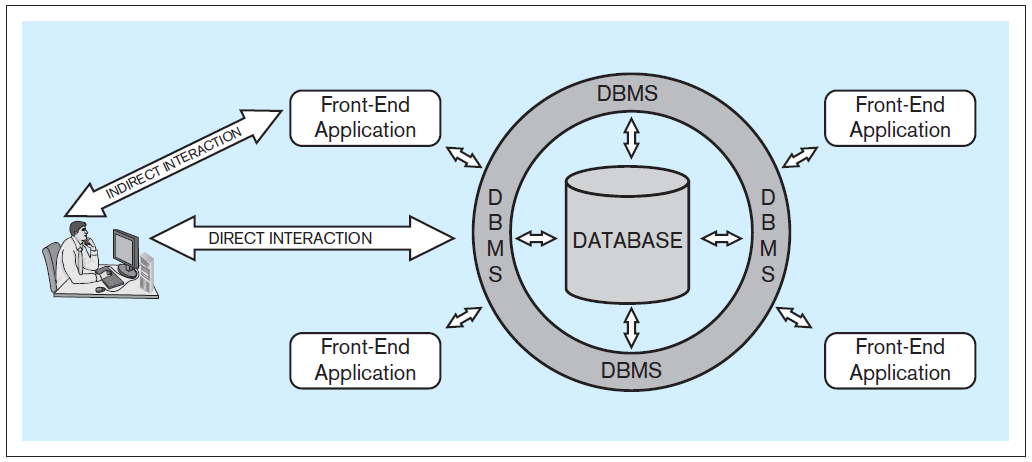 DBMS
Front-End
Application
Front-End
Application
INDIRECT INTERACTION
D
B
M
S
D
B
M
S
DIRECT INTERACTION
DATABASE
Front-End
Application
Front-End
Application
DBMS